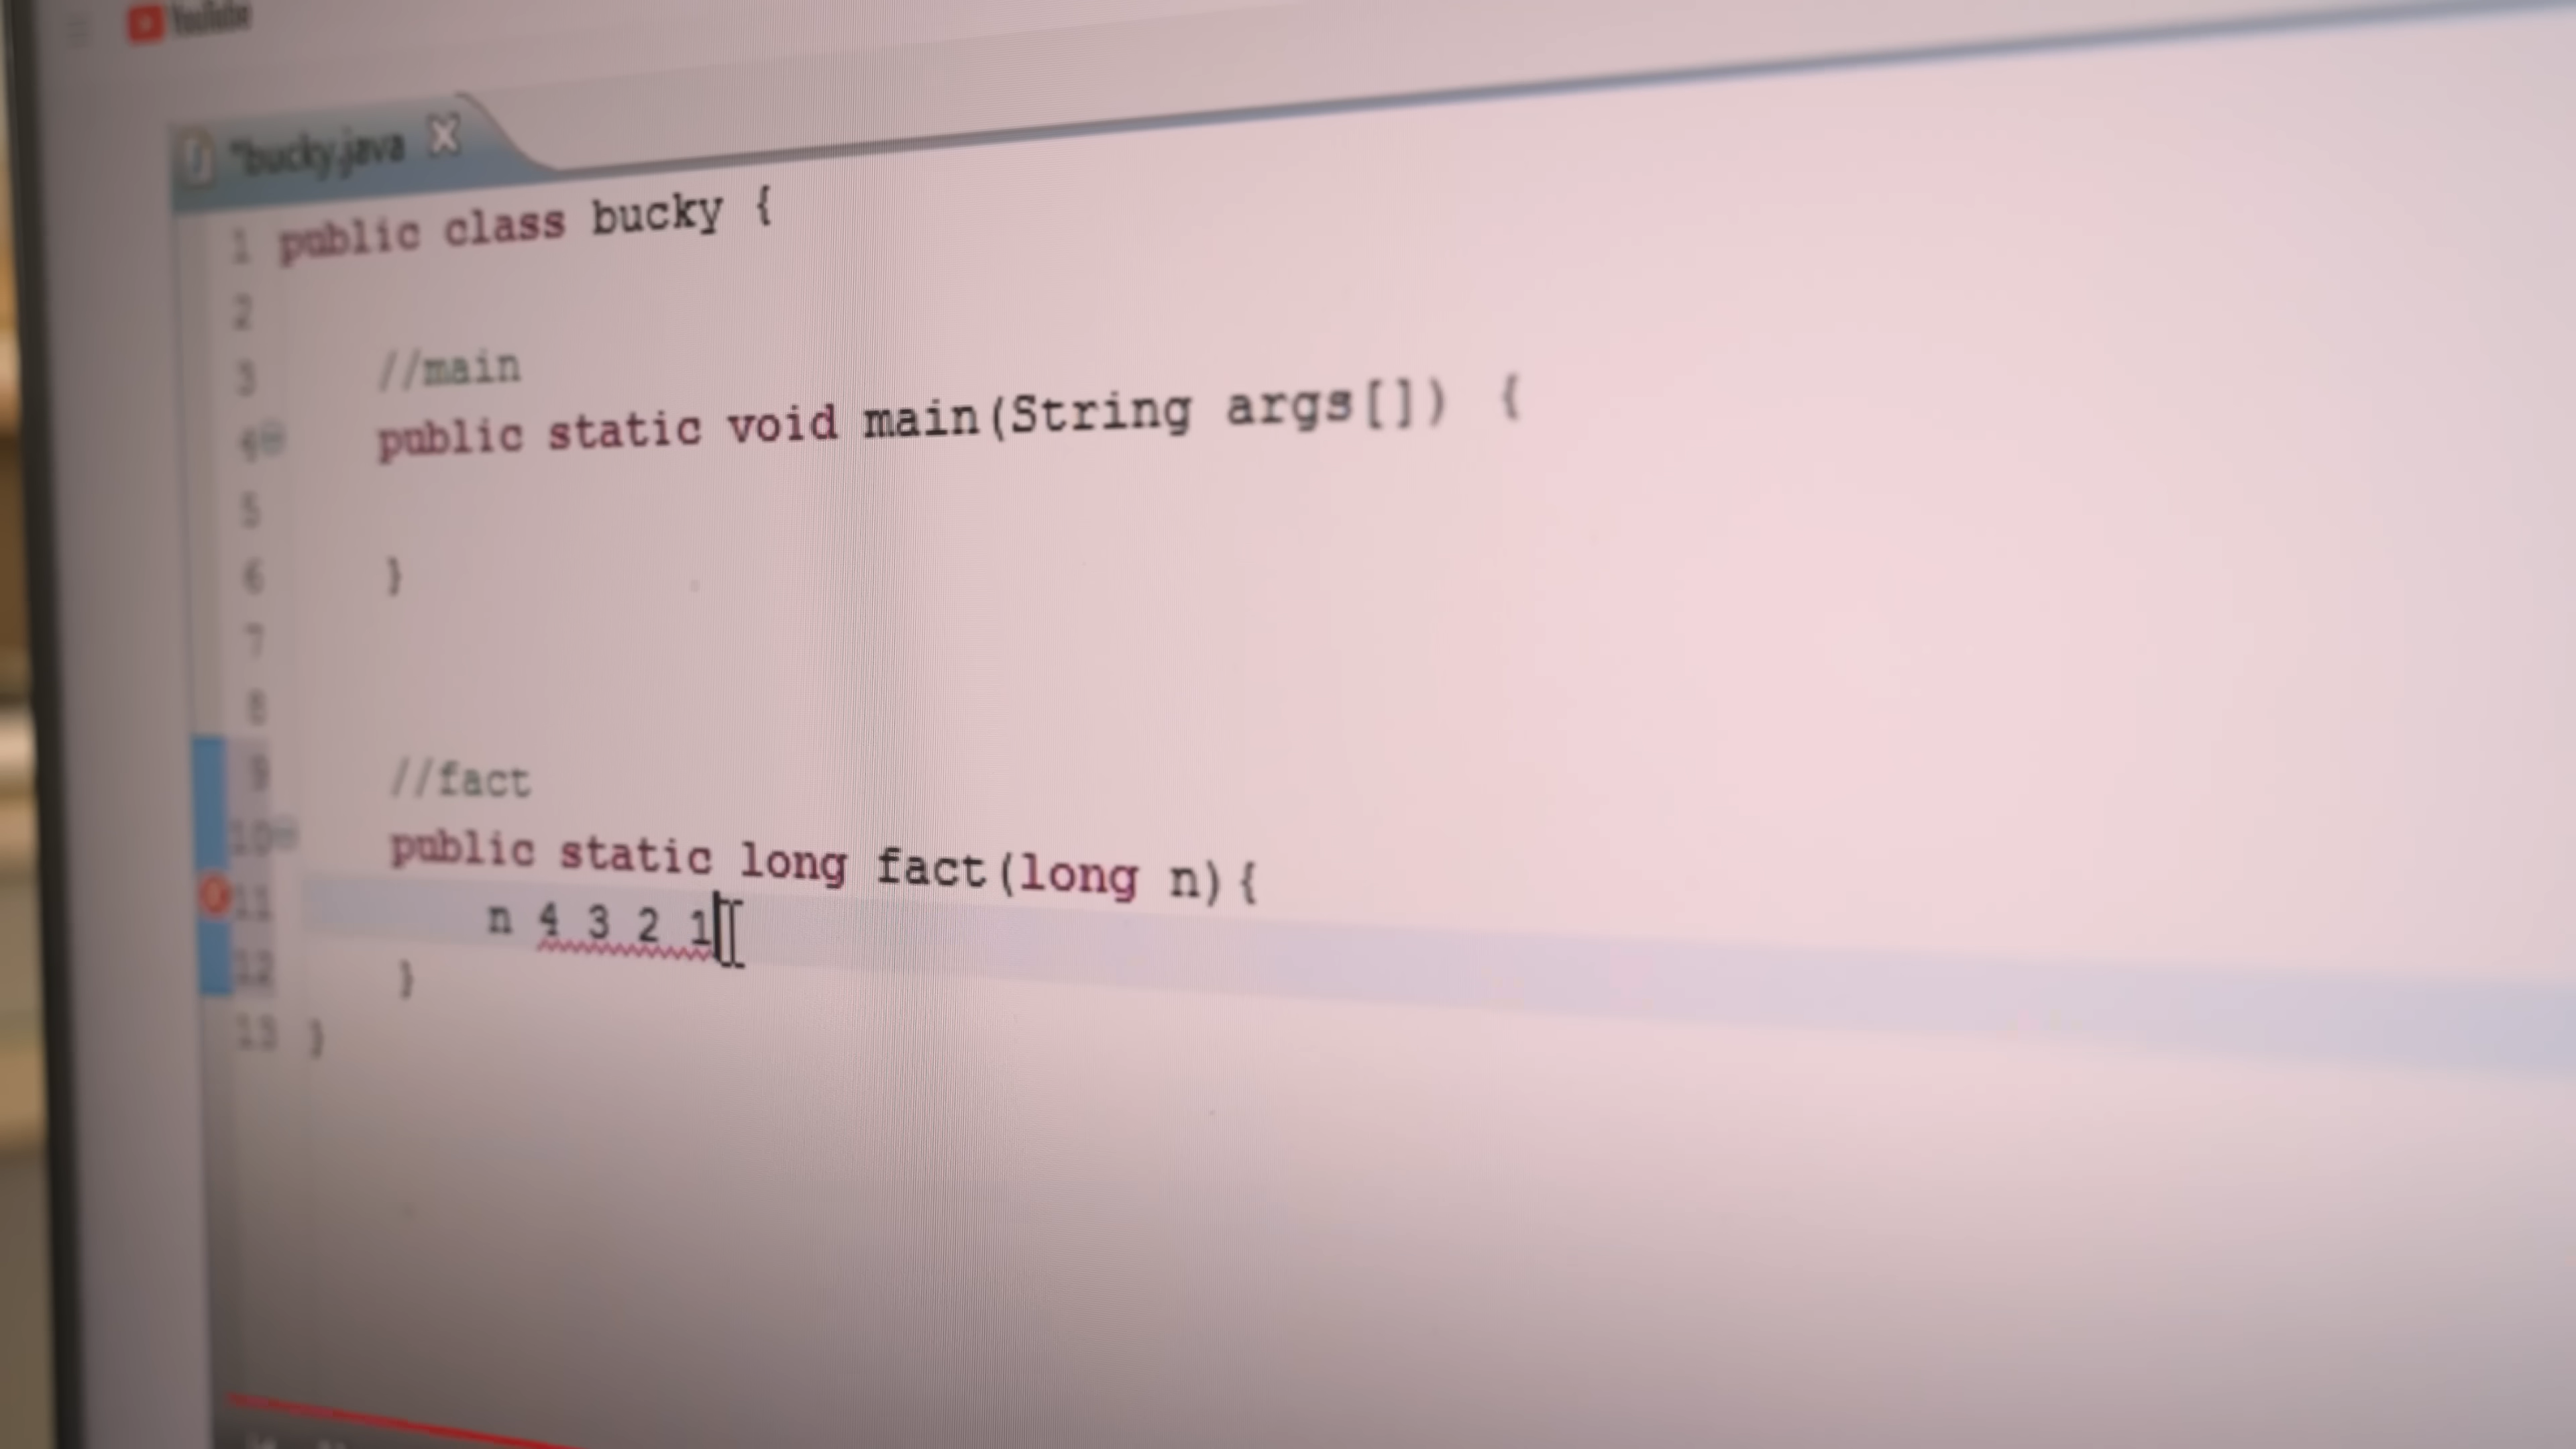 YouTube
*bucky.java
1 public class bucky {
2
3 //main
4 public static void main(String args[]) {
5
6 }
7
8
9 //fact
10 public static long fact(long n){
11 n 4 3 2 1
12 }
13 }